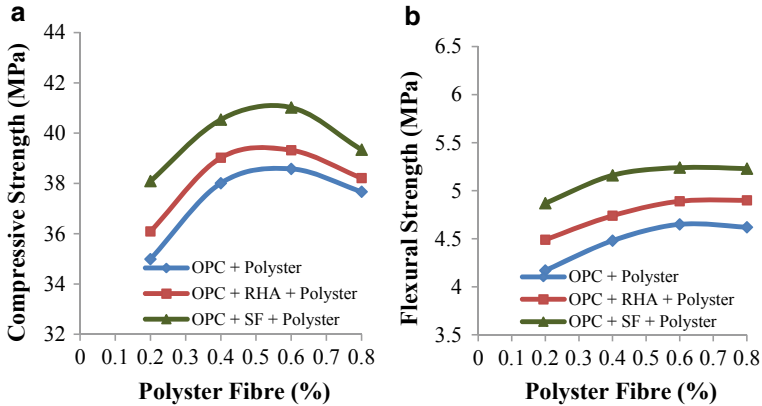 a
Compressive Strength (MPa)
44
42
40
38
36
34
32
0 0.1 0.2 0.3 0.4 0.5 0.6 0.7 0.8
Polyster Fibre (%)
OPC + Polyster
OPC + RHA + Polyster
OPC + SF + Polyster
b
Flexural Strength (MPa)
6.5
6
5.5
5
4.5
4
3.5
0 0.1 0.2 0.3 0.4 0.5 0.6 0.7 0.8
Polyster Fibre (%)
OPC + Polyster
OPC + RHA + Polyster
OPC + SF + Polyster